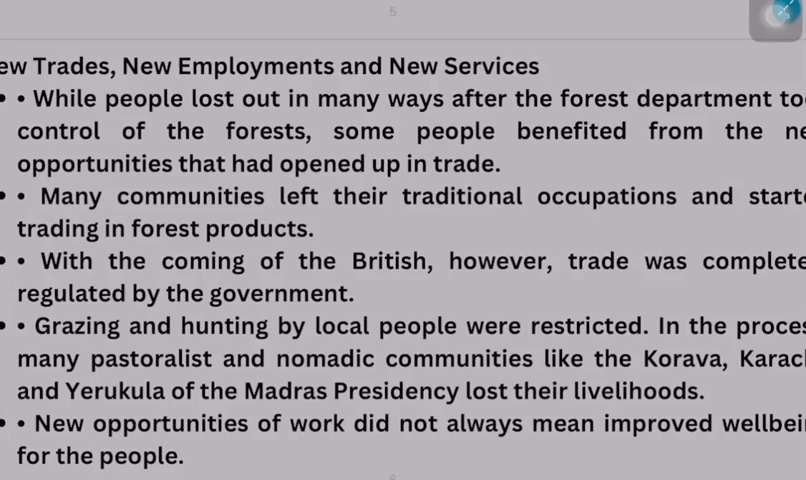 5
ew Trades, New Employments and New Services
• • While people lost out in many ways after the forest department to
control of the forests, some people benefited from the ne
opportunities that had opened up in trade.
• • Many communities left their traditional occupations and starte
trading in forest products.
• • With the coming of the British, however, trade was complete
regulated by the government.
• • Grazing and hunting by local people were restricted. In the proces
many pastoralist and nomadic communities like the Korava, Karach
and Yerukula of the Madras Presidency lost their livelihoods.
• • New opportunities of work did not always mean improved wellbei
for the people.